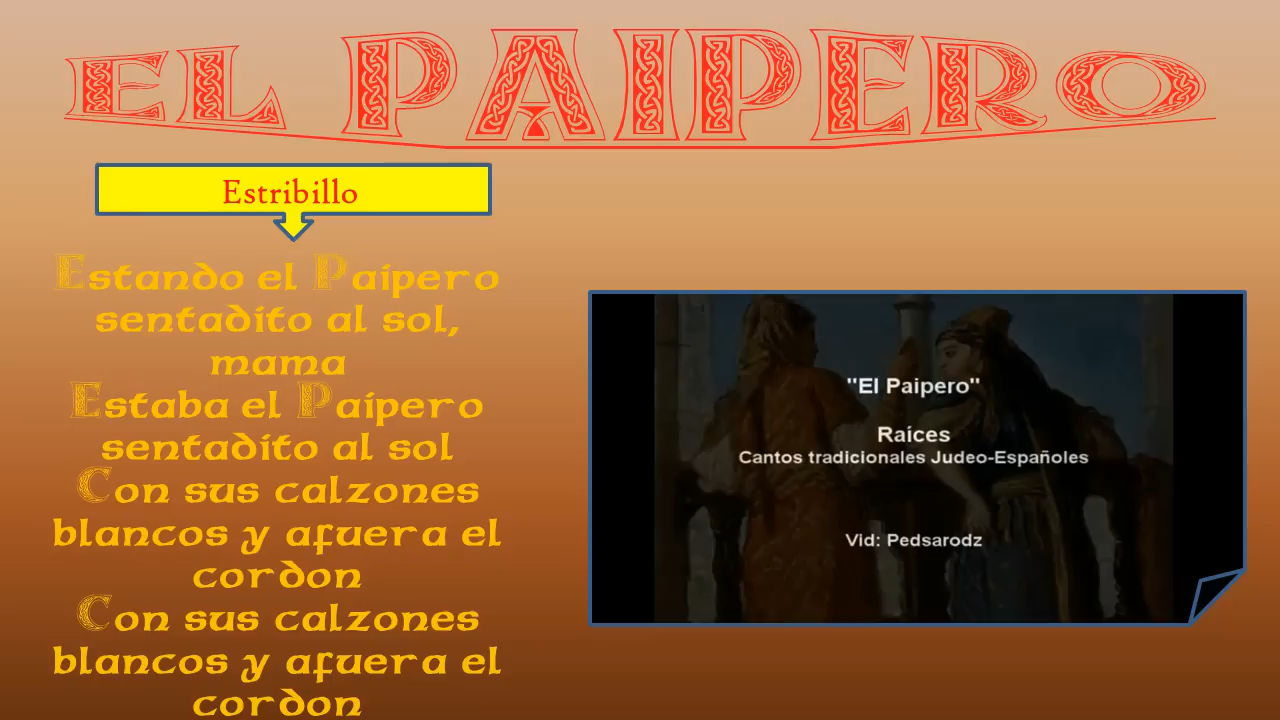 EL PAIPERO
Estribillo
Estando el Paipero
sentadito al sol,
mama
Estaba el Paipero
sentadito al sol
Con sus calzones
blancos y afuera el
cordon
Con sus calzones
blancos y afuera el
cordon
"El Paipero"
Raíces
Cantos tradicionales Judeo-Españoles
Vid: Pedsarodz